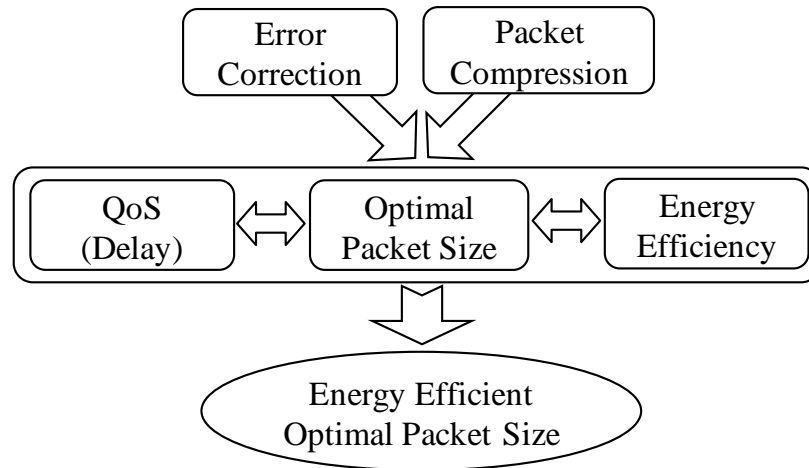 Error
Correction
Packet
Compression
QoS
(Delay)
Optimal
Packet Size
Energy
Efficiency
Energy Efficient
Optimal Packet Size